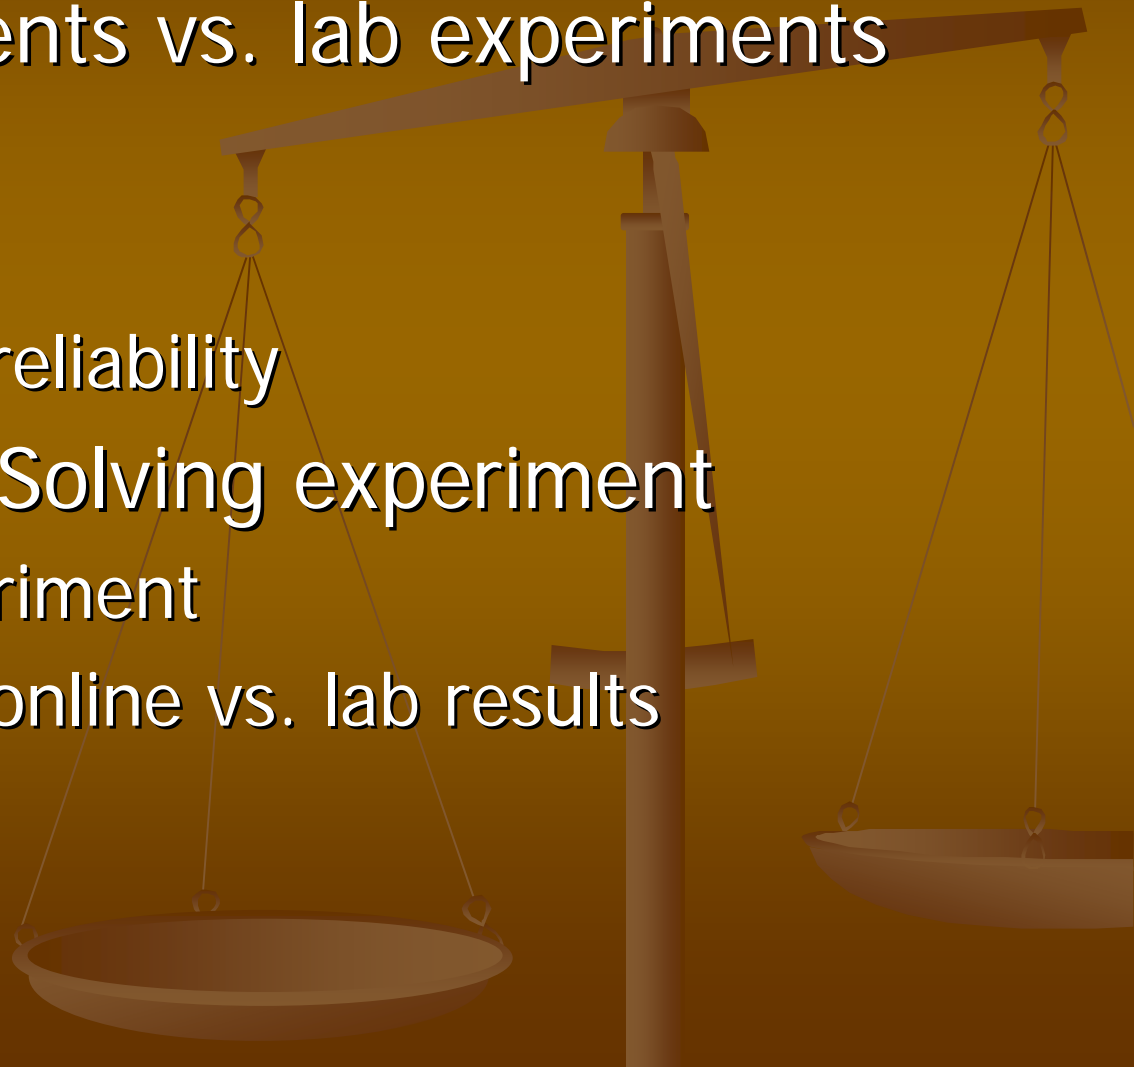 ents vs. lab experiments
reliability
Solving experiment
riment
online vs. lab results